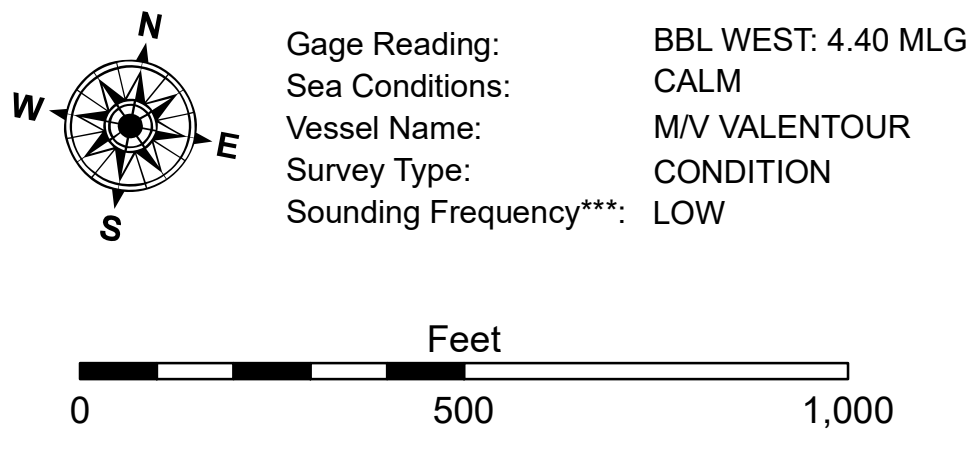 N
W
E
S
Gage Reading: BBL WEST: 4.40 MLG
Sea Conditions: CALM
Vessel Name: M/V VALENTOUR
Survey Type: CONDITION
Sounding Frequency***: LOW
Feet
0 500 1,000